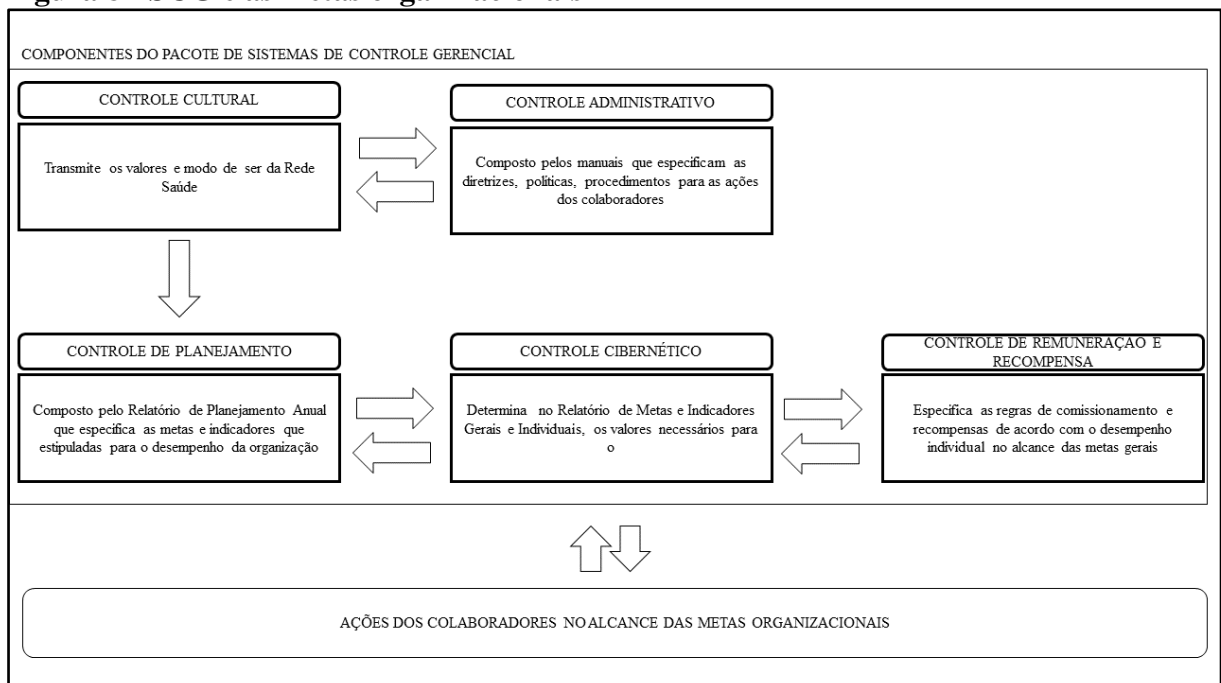 COMPONENTES DO PACOTE DE SISTEMAS DE CONTROLE GERENCIAL
CONTROLE CULTURAL
Transmite os valores e modo de ser da Rede
Saúde
CONTROLE ADMINISTRATIVO
Composto pelos manuais que especificam as
diretrizes, políticas, procedimentos para as ações
dos colaboradores
CONTROLE DE PLANEJAMENTO
Composto pelo Relatório de Planejamento Anual
que especifica as metas e indicadores que
estipuladas para o desempenho da organização
CONTROLE CIBERNÉTICO
Determina no Relatório de Metas e Indicadores
Gerais e Individuais, os valores necessários para
o
CONTROLE DE REMUNERAÇÃO E
RECOMPENSA
Especifica as regras de comissionamento e
recompensas de acordo com o desempenho
individual no alcance das metas gerais
AÇÕES DOS COLABORADORES NO ALCANCE DAS METAS ORGANIZACIONAIS